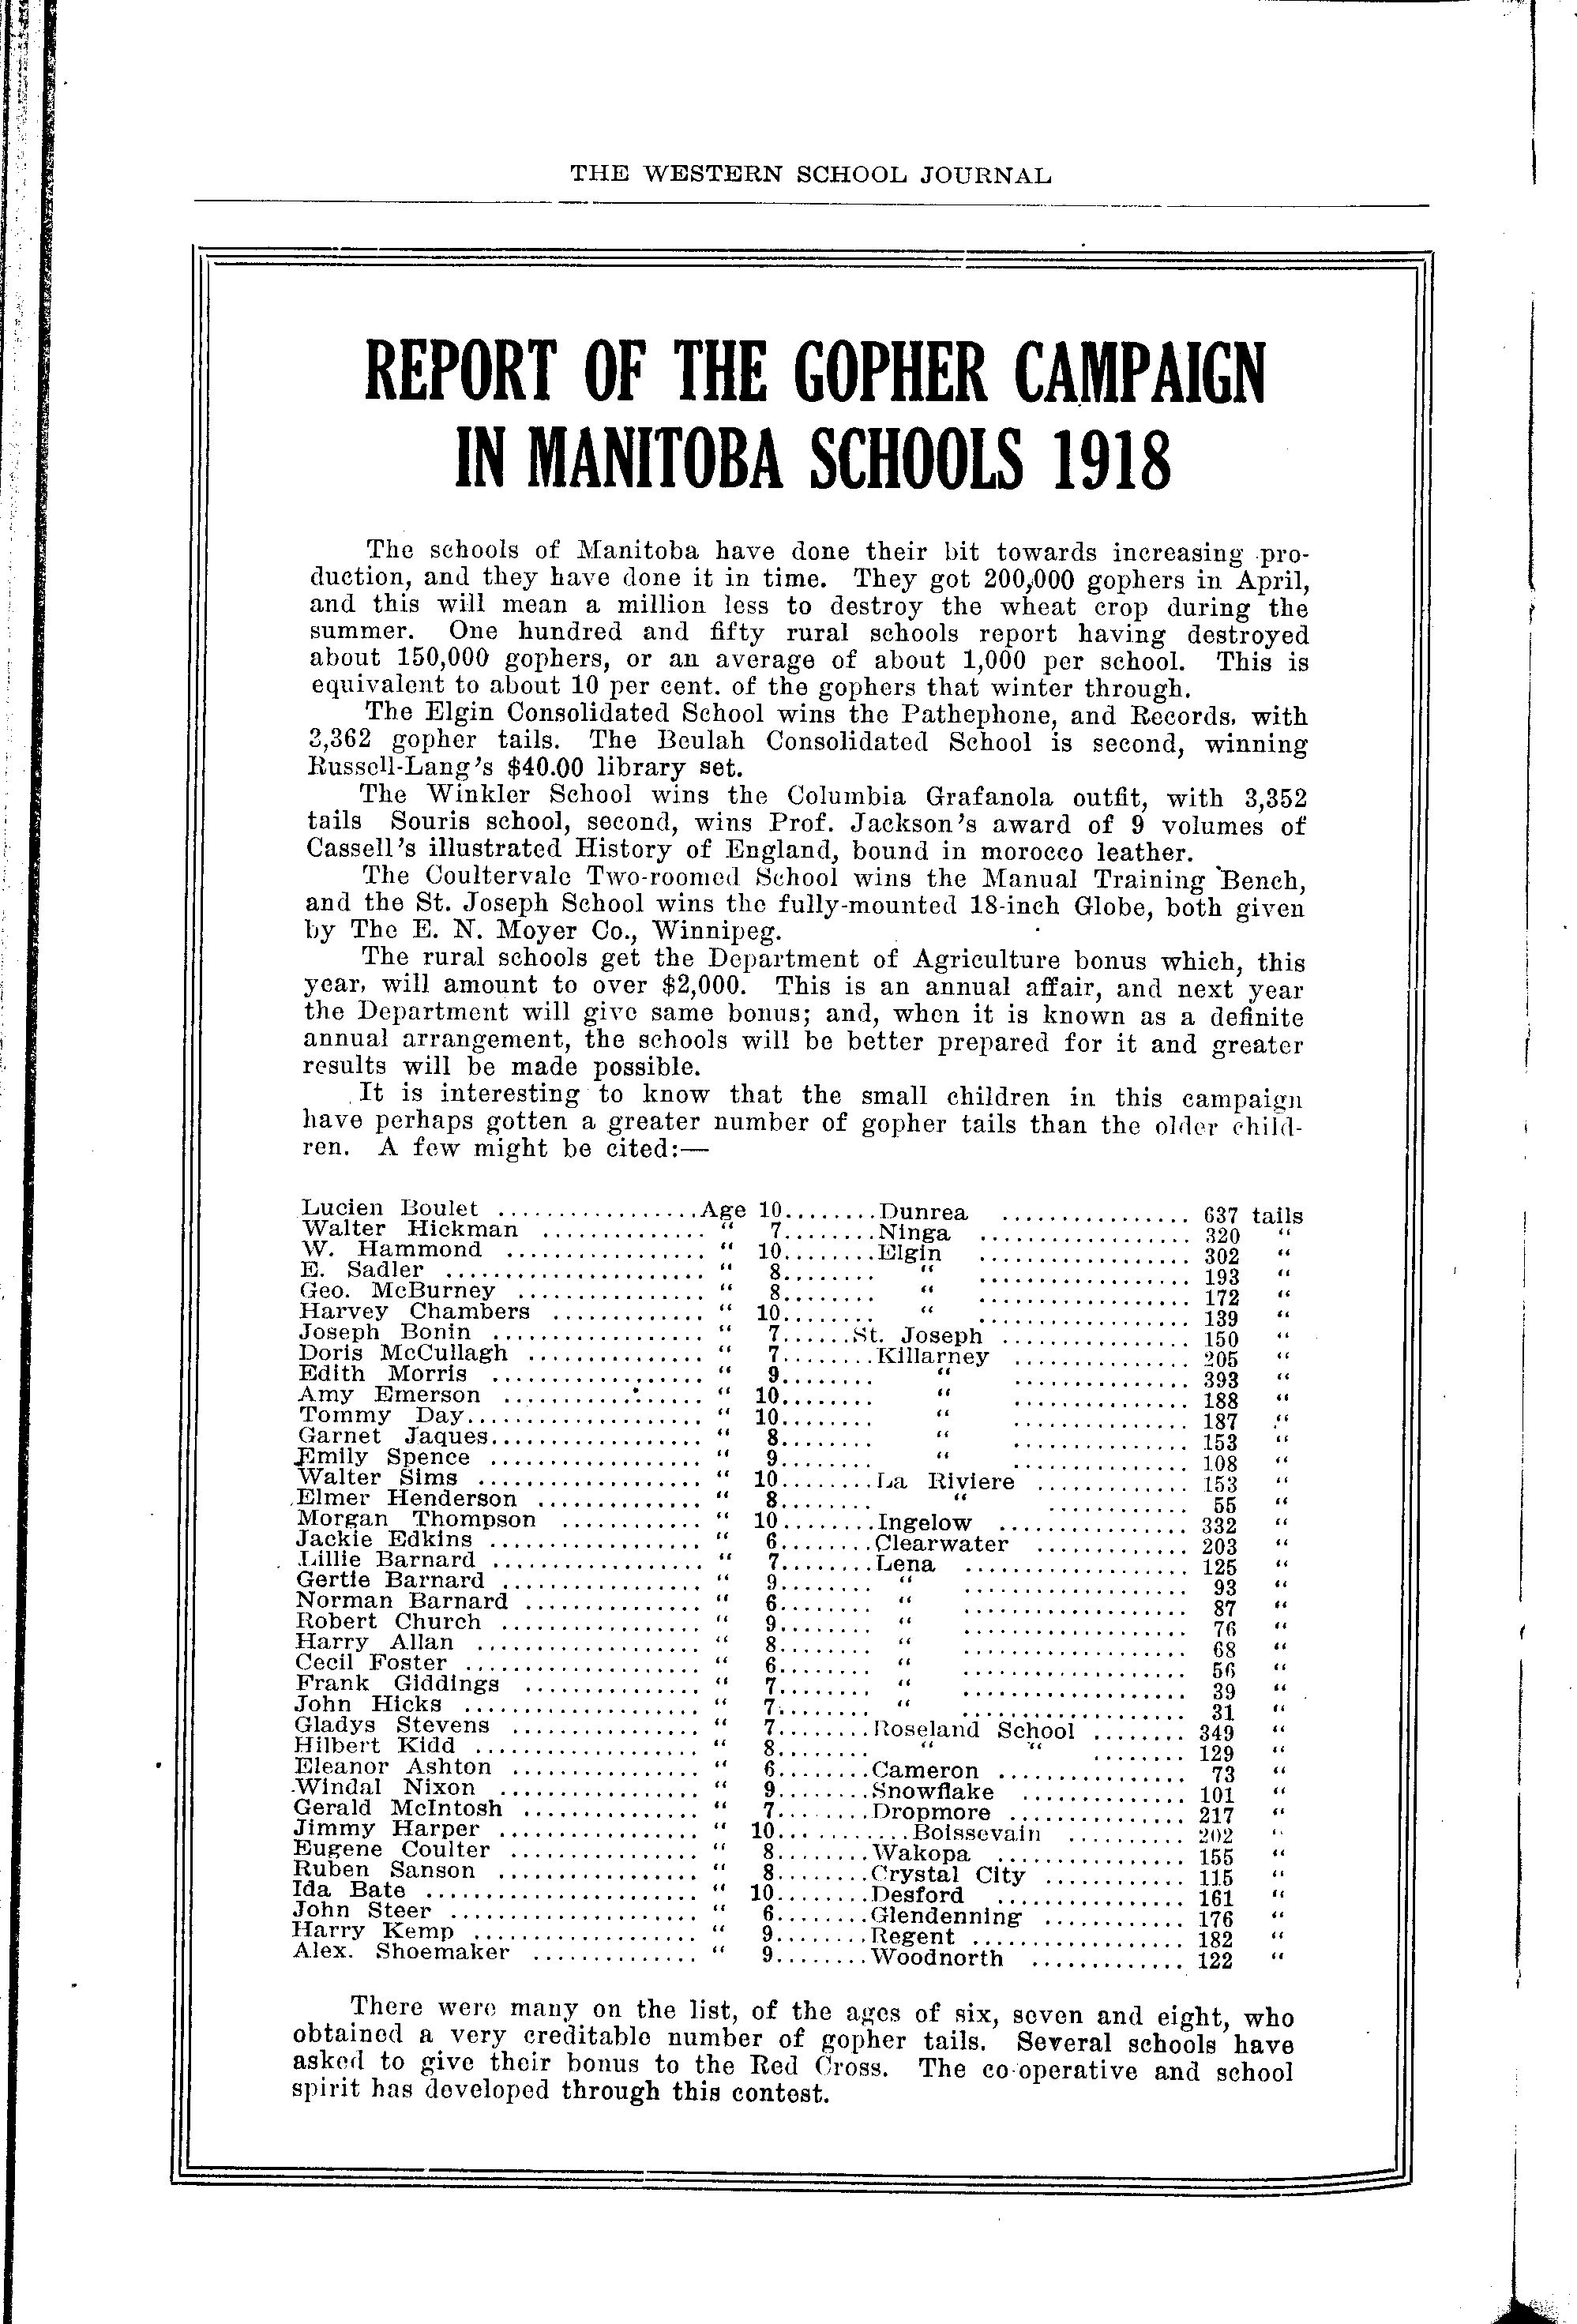 THE WESTERN SCHOOL JOURNAL
REPORT OF THE GOPHER CAMPAIGN
IN MANITOBA SCHOOLS 1918
The schools of Manitoba have done their bit towards increasing pro-
duction, and they have done it in time. They got 200,000 gophers in April,
and this will mean a million less to destroy the wheat crop during the
summer. One hundred and fifty rural schools report having destroyed
about 150,000 gophers, or an average of about 1,000 per school. This is
equivalent to about 10 per cent. of the gophers that winter through.
The Elgin Consolidated School wins the Pathephone, and Records, with
3,362 gopher tails. The Beulah Consolidated School is second, winning
Russell-Lang's $40.00 library set.
The Winkler School wins the Columbia Grafanola outfit, with 3,352
tails Souris school, second, wins Prof. Jackson's award of 9 volumes of
Cassell's illustrated History of England, bound in morocco leather.
The Coultervale Two-roomed School wins the Manual Training Bench,
and the St. Joseph School wins the fully-mounted 18-inch Globe, both given
by The E. N. Moyer Co., Winnipeg.
The rural schools get the Department of Agriculture bonus which, this
year, will amount to over $2,000. This is an annual affair, and next year
the Department will give same bonus; and, when it is known as a definite
annual arrangement, the schools will be better prepared for it and greater
results will be made possible.
It is interesting to know that the small children in this campaign
have perhaps gotten a greater number of gopher tails than the older child-
ren. A few might be cited:—
Lucien Boulet .................Age 10........Dunrea ................ 637 tails
Walter Hickman .............. " 7........Ninga .................. 320 "
W. Hammond ................. " 10........Elgin .................. 302 "
E. Sadler ...................... " 8........ " .................. 193 "
Geo. McBurney ................ " 8........ " .................. 172 "
Harvey Chambers ............. " 10........ " .................. 139 "
Joseph Bonin .................. " 7......St. Joseph ................ 150 "
Doris McCullagh ............... " 7........Killarney ............... 205 "
Edith Morris .................. " 9........ " ............... 393 "
Amy Emerson ................. " 10........ " ............... 188 "
Tommy Day.................... " 10........ " ............... 187 "
Garnet Jaques.................. " 8........ " ............... 153 "
Emily Spence .................. " 9........ " ............... 108 "
Walter Sims ................... " 10........La Riviere ............. 153 "
Elmer Henderson .............. " 8........ " ............ 55 "
Morgan Thompson ............ " 10........Ingelow ................ 332 "
Jackie Edkins .................. " 6........Clearwater ............. 203 "
Lillie Barnard .................. " 7........Lena ................... 125 "
Gertie Barnard ................. " 9........ " ................... 93 "
Norman Barnard ............... " 6........ " ................... 87 "
Robert Church ................. " 9........ " ................... 76 "
Harry Allan ................... " 8........ " ................... 68 "
Cecil Foster .................... " 6........ " ................... 56 "
Frank Giddings ............... " 7........ " ................... 39 "
John Hicks .................... " 7........ " ................... 31 "
Gladys Stevens ................ " 7........Roseland School ........ 349 "
Hilbert Kidd ................... " 8........ " " ........ 129 "
Eleanor Ashton ................ " 6........Cameron ................ 73 "
Windal Nixon ................. " 9........Snowflake .............. 101 "
Gerald McIntosh ............... " 7........Dropmore ............... 217 "
Jimmy Harper ................. " 10...........Boissevain .......... 202 "
Eugene Coulter ................ " 8........Wakopa ................ 155 "
Ruben Sanson ................. " 8........Crystal City ............ 115 "
Ida Bate ....................... " 10........Desford ................ 161 "
John Steer ..................... " 6........Glendenning ............ 176 "
Harry Kemp ................... " 9........Regent .................. 182 "
Alex. Shoemaker .............. " 9........Woodnorth ............. 122 "
There were many on the list, of the ages of six, seven and eight, who
obtained a very creditable number of gopher tails. Several schools have
asked to give their bonus to the Red Cross. The co-operative and school
spirit has developed through this contest.